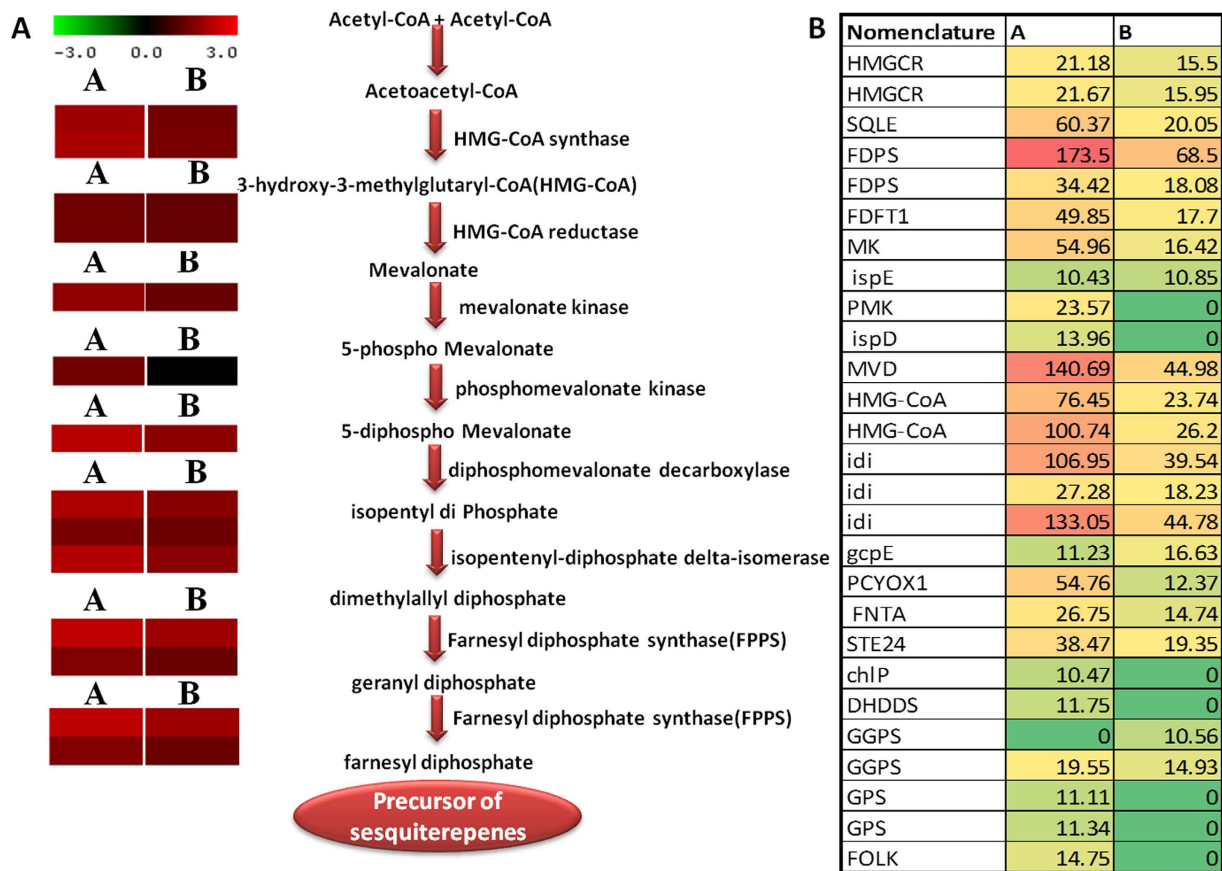 A
-3.0 0.0 3.0
A B
A B
A B
A B
A B
A B
A B
A B
Acetyl-CoA + Acetyl-CoA
Acetoacetyl-CoA
HMG-CoA synthase
3-hydroxy-3-methylglutaryl-CoA(HMG-CoA)
HMG-CoA reductase
Mevalonate
mevalonate kinase
5-phospho Mevalonate
phosphomevalonate kinase
5-diphospho Mevalonate
diphosphomevalonate decarboxylase
isopentyl di Phosphate
isopentenyl-diphosphate delta-isomerase
dimethylallyl diphosphate
Farnesyl diphosphate synthase(FPPS)
geranyl diphosphate
Farnesyl diphosphate synthase(FPPS)
farnesyl diphosphate
Precursor of
sesquiterepenes
B
Nomenclature A B
HMGCR 21.18 15.5
HMGCR 21.67 15.95
SQLE 60.37 20.05
FDPS 173.5 68.5
FDPS 34.42 18.08
FDFT1 49.85 17.7
MK 54.96 16.42
ispE 10.43 10.85
PMK 23.57 0
ispD 13.96 0
MVD 140.69 44.98
HMG-CoA 76.45 23.74
HMG-CoA 100.74 26.2
idi 106.95 39.54
idi 27.28 18.23
idi 133.05 44.78
gcpE 11.23 16.63
PCYOX1 54.76 12.37
FNTA 26.75 14.74
STE24 38.47 19.35
chlP 10.47 0
DHDDS 11.75 0
GGPS 0 10.56
GGPS 19.55 14.93
GPS 11.11 0
GPS 11.34 0
FOLK 14.75 0